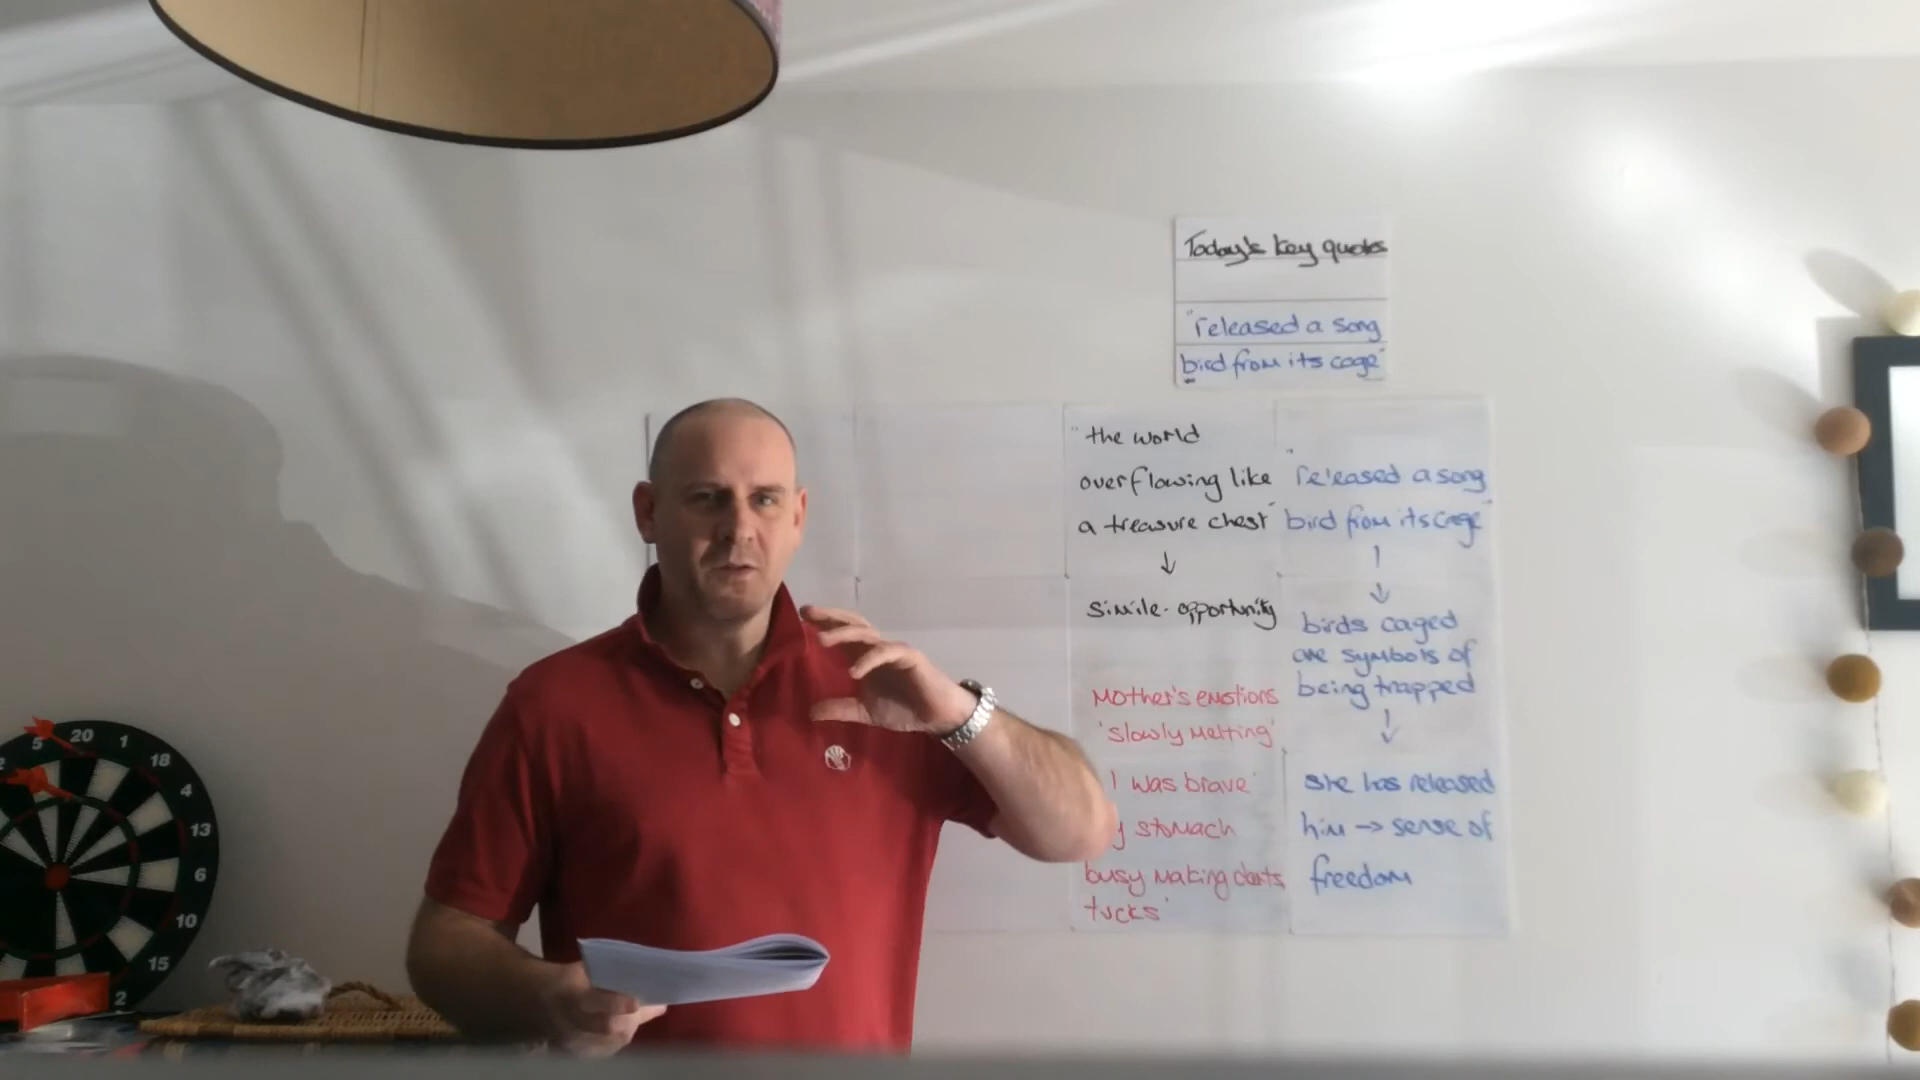 Today's key quotes
"released a song
bird from its cage"
"the world
overflowing like
a treasure chest"
↓
simile - opportunity
Mother's emotions
'slowly melting'
I was brave'
stomach
busy making darts,
tucks'
"released a song
bird from its cage"
↓
birds caged
are symbols of
being trapped
↓
she has released
him → sense of
freedom
5 20 1 18 4 13 6 10 15 2